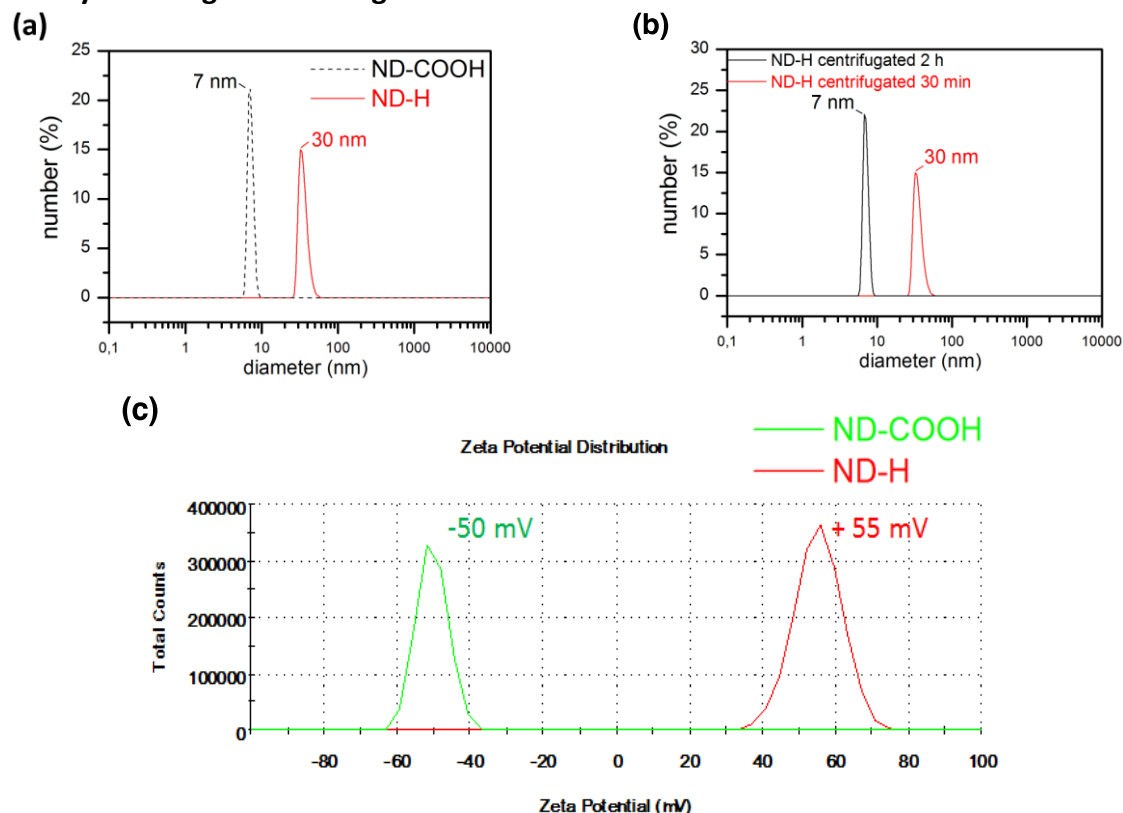 (a)
25
20
15
10
5
0
number (%)
7 nm
30 nm
ND-COOH
ND-H
0,1 1 10 100 1000 10000
diameter (nm)
(b)
30
25
20
15
10
5
0
number (%)
ND-H centrifugated 2 h
ND-H centrifugated 30 min
7 nm
30 nm
0,1 1 10 100 1000 10000
diameter (nm)
(c)
ND-COOH
ND-H
Zeta Potential Distribution
400000
300000
200000
100000
0
Total Counts
-50 mV
+ 55 mV
-80 -60 -40 -20 0 20 40 60 80 100
Zeta Potential (mV)